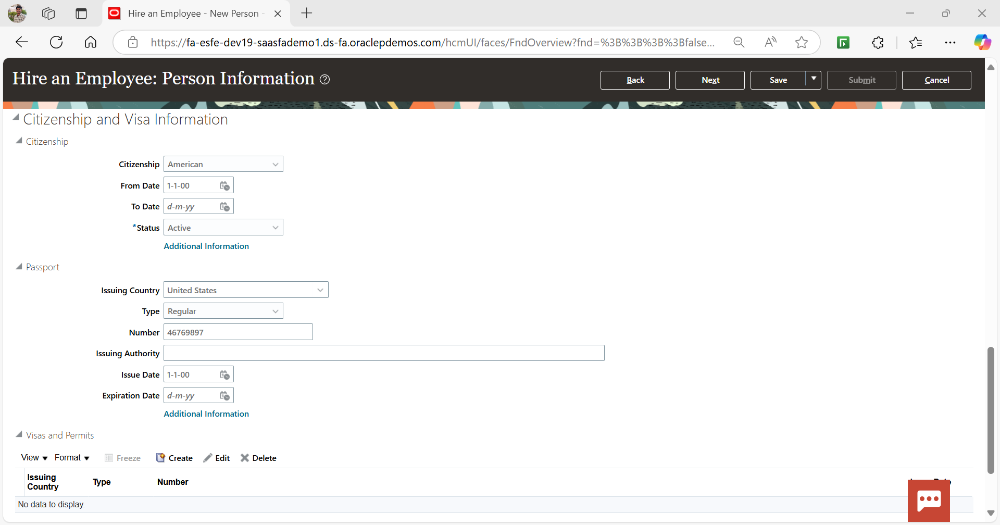 Hire an Employee - New Person -
https://fa-esfe-dev19-saasfademo1.ds-fa.oraclepdemos.com/hcmUI/faces/FndOverview?fnd=%3B%3B%3B%3Bfalse...
Hire an Employee: Person Information
Back
Next
Save
Submit
Cancel
Citizenship and Visa Information
Citizenship
Citizenship American
From Date 1-1-00
To Date d-m-yy
*Status Active
Additional Information
Passport
Issuing Country United States
Type Regular
Number 46769897
Issuing Authority
Issue Date 1-1-00
Expiration Date d-m-yy
Additional Information
Visas and Permits
View Format Freeze Create Edit Delete
Issuing Country Type Number
No data to display.